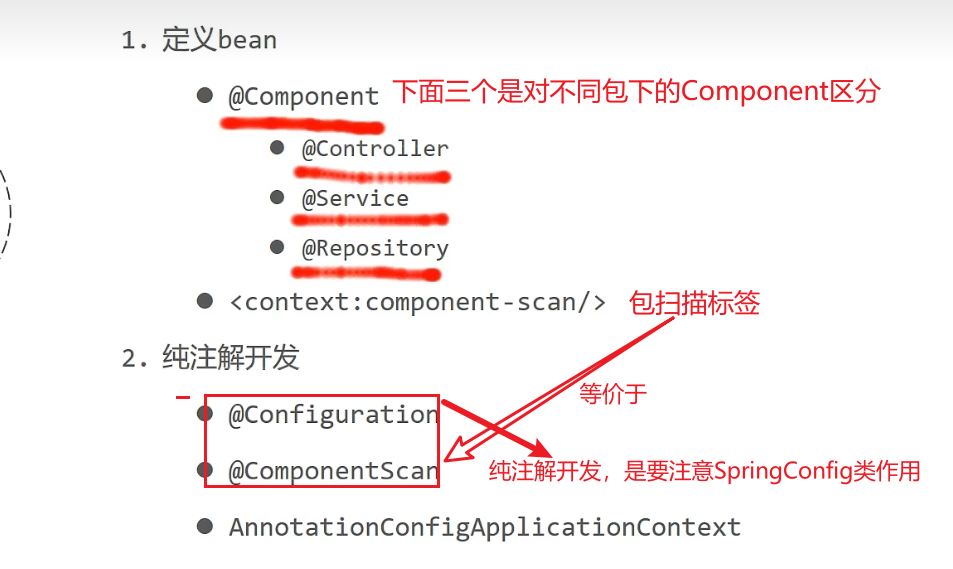 1. 定义bean
@Component 下面三个是对不同包下的Component区分
@Controller
@Service
@Repository
<context:component-scan/> 包扫描标签
2. 纯注解开发
等价于
@Configuration
@ComponentScan 纯注解开发，是要注意SpringConfig类作用
AnnotationConfigApplicationContext